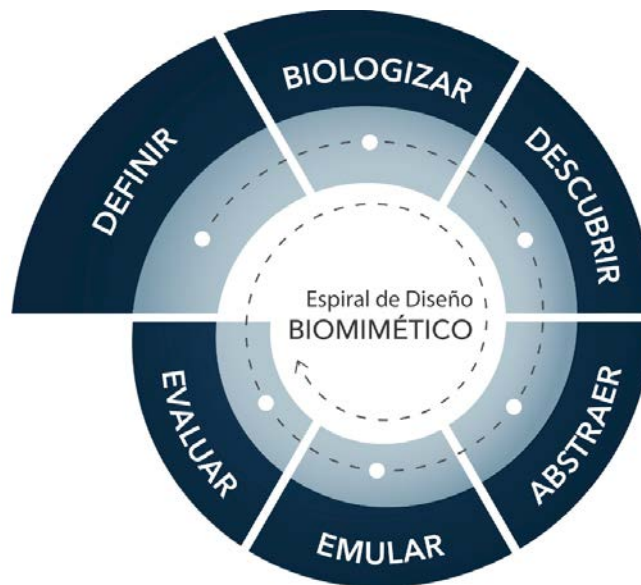 DEFINIR
BIOLOGIZAR
DESCUBRIR
ABSTRAER
EMULAR
EVALUAR
Espiral de Diseño
BIOMIMÉTICO